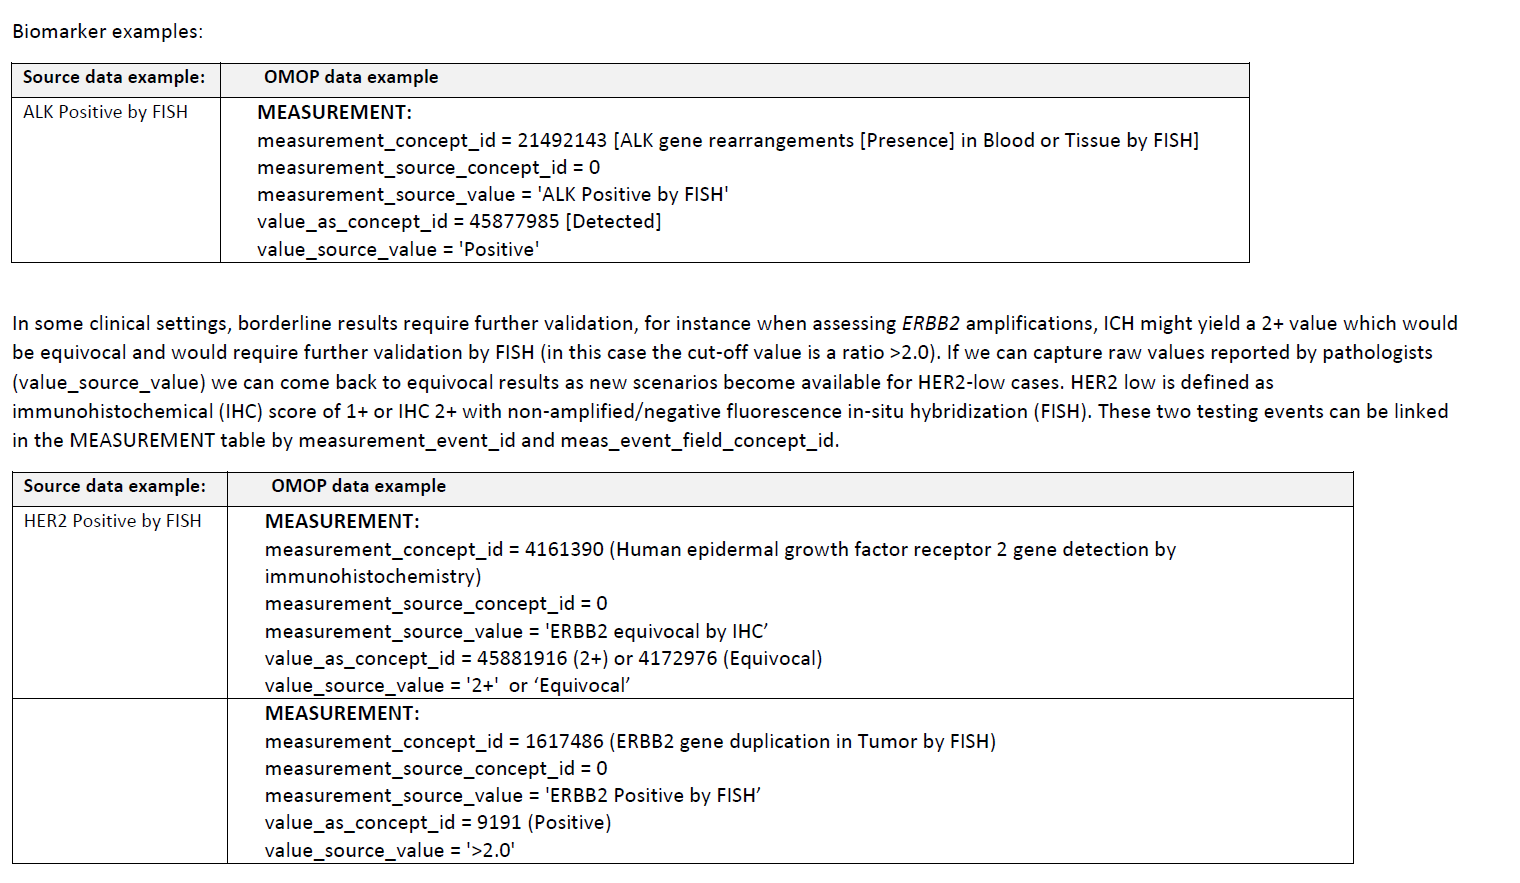 Biomarker examples:
Source data example: OMOP data example
ALK Positive by FISH MEASUREMENT:
measurement_concept_id = 21492143 [ALK gene rearrangements [Presence] in Blood or Tissue by FISH]
measurement_source_concept_id = 0
measurement_source_value = 'ALK Positive by FISH'
value_as_concept_id = 45877985 [Detected]
value_source_value = 'Positive'
In some clinical settings, borderline results require further validation, for instance when assessing ERBB2 amplifications, ICH might yield a 2+ value which would
be equivocal and would require further validation by FISH (in this case the cut-off value is a ratio >2.0). If we can capture raw values reported by pathologists
(value_source_value) we can come back to equivocal results as new scenarios become available for HER2-low cases. HER2 low is defined as
immunohistochemical (IHC) score of 1+ or IHC 2+ with non-amplified/negative fluorescence in-situ hybridization (FISH). These two testing events can be linked
in the MEASUREMENT table by measurement_event_id and meas_event_field_concept_id.
Source data example: OMOP data example
HER2 Positive by FISH MEASUREMENT:
measurement_concept_id = 4161390 (Human epidermal growth factor receptor 2 gene detection by
immunohistochemistry)
measurement_source_concept_id = 0
measurement_source_value = 'ERBB2 equivocal by IHC’
value_as_concept_id = 45881916 (2+) or 4172976 (Equivocal)
value_source_value = '2+' or ‘Equivocal’
MEASUREMENT:
measurement_concept_id = 1617486 (ERBB2 gene duplication in Tumor by FISH)
measurement_source_concept_id = 0
measurement_source_value = 'ERBB2 Positive by FISH’
value_as_concept_id = 9191 (Positive)
value_source_value = '>2.0'